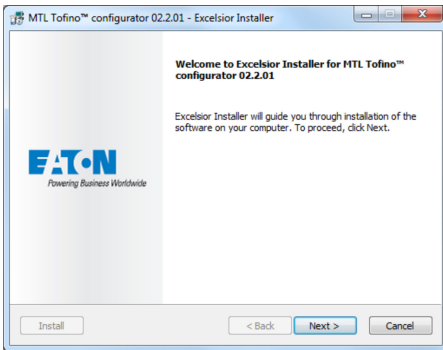 MTL Tofino™ configurator 02.2.01 - Excelsior Installer
Welcome to Excelsior Installer for MTL Tofino™
configurator 02.2.01
Excelsior Installer will guide you through installation of the
software on your computer. To proceed, click Next.
EATON
Powering Business Worldwide
Install
< Back
Next >
Cancel